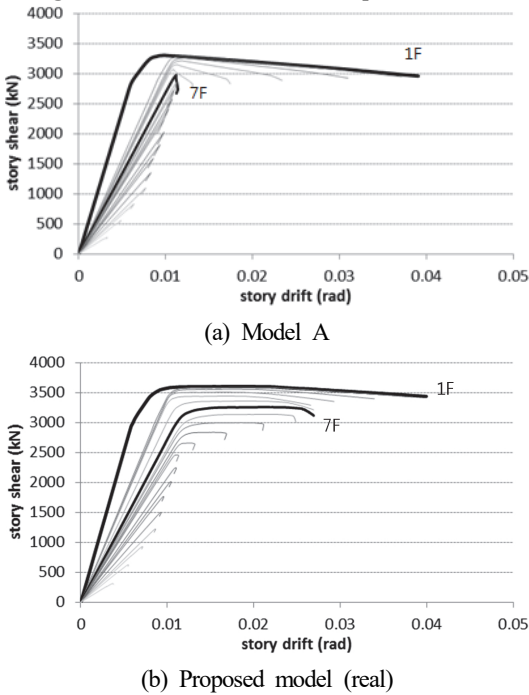 4000
3500
3000
2500
2000
1500
1000
500
0
story shear (kN)
1F
7F
0 0.01 0.02 0.03 0.04 0.05
story drift (rad)
(a) Model A
4000
3500
3000
2500
2000
1500
1000
500
0
story shear (kN)
1F
7F
0 0.01 0.02 0.03 0.04 0.05
story drift (rad)
(b) Proposed model (real)